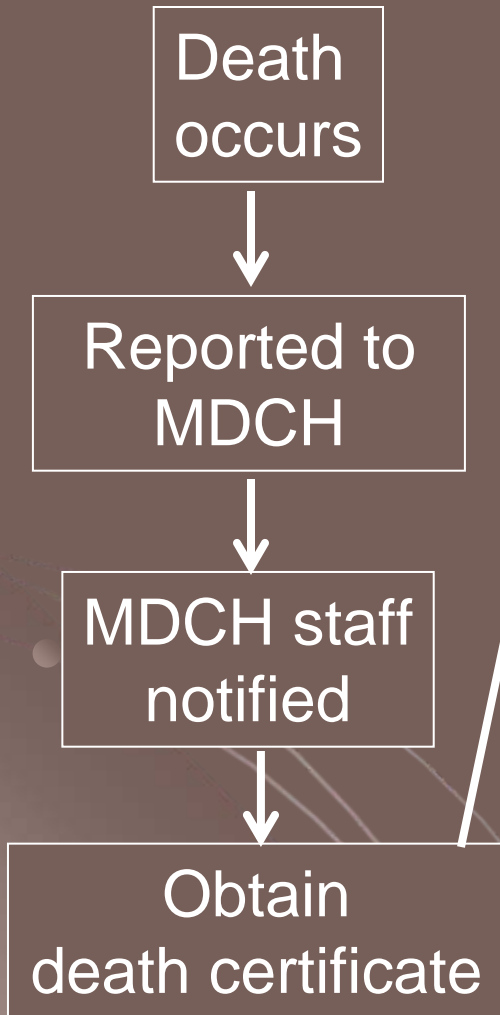 Death
occurs
Reported to
MDCH
MDCH staff
notified
Obtain
death certificate